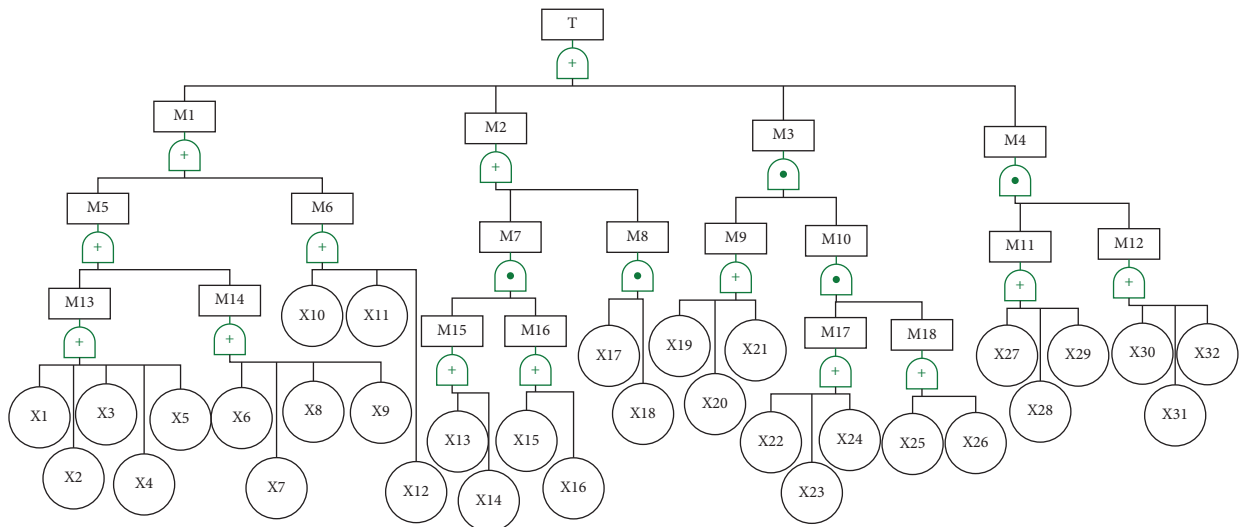 T
+
M1
M2
M3
M4
+
+
M5
M6
M7
M8
M9
M10
M11
M12
+
+
+
+
+
M13
M14
X10
X11
M15
M16
X17
X18
X19
X20
X21
M17
M18
X27
X28
X29
X30
X31
X32
+
+
+
+
+
+
X1
X2
X3
X4
X5
X6
X7
X8
X9
X12
X13
X14
X15
X16
X22
X23
X24
X25
X26